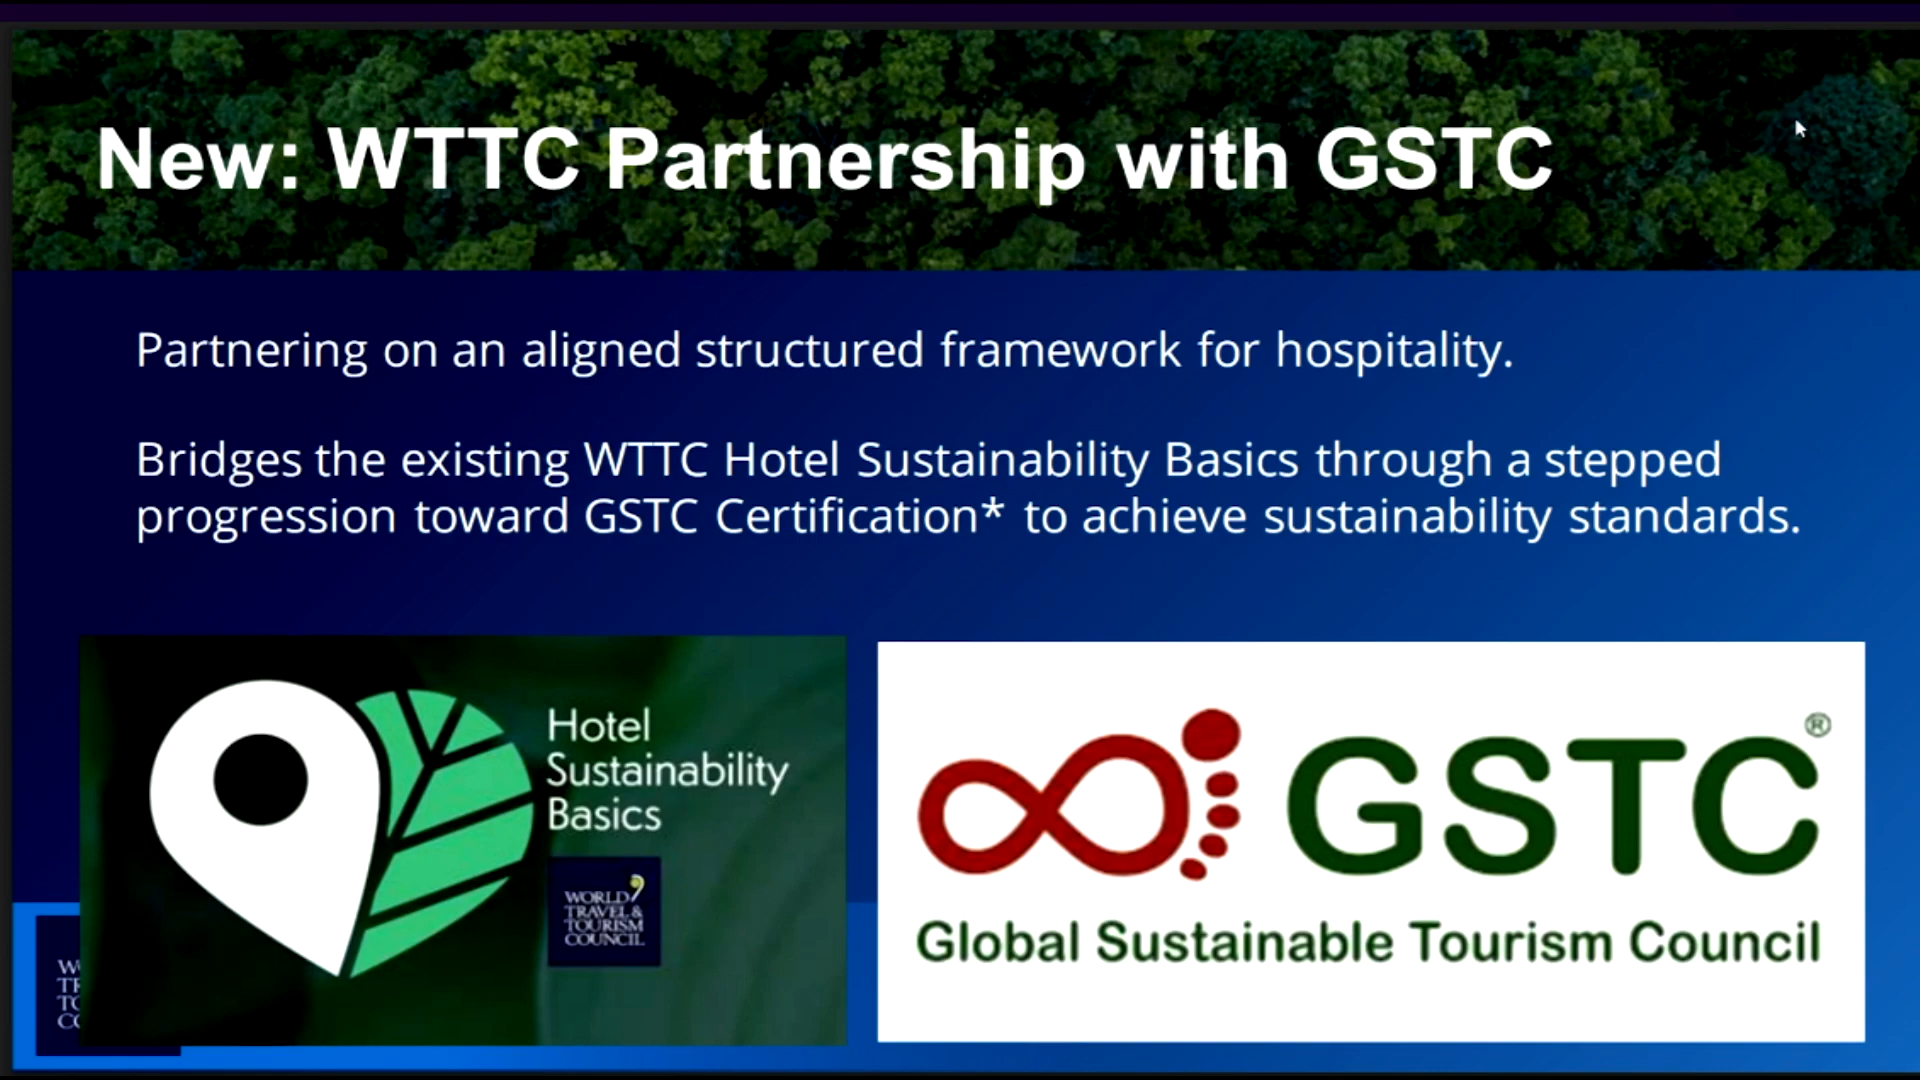 New: WTTC Partnership with GSTC
Partnering on an aligned structured framework for hospitality.
Bridges the existing WTTC Hotel Sustainability Basics through a stepped
progression toward GSTC Certification* to achieve sustainability standards.
Hotel
Sustainability
Basics
WORLD
TRAVEL &
TOURISM
COUNCIL
GSTC®
Global Sustainable Tourism Council